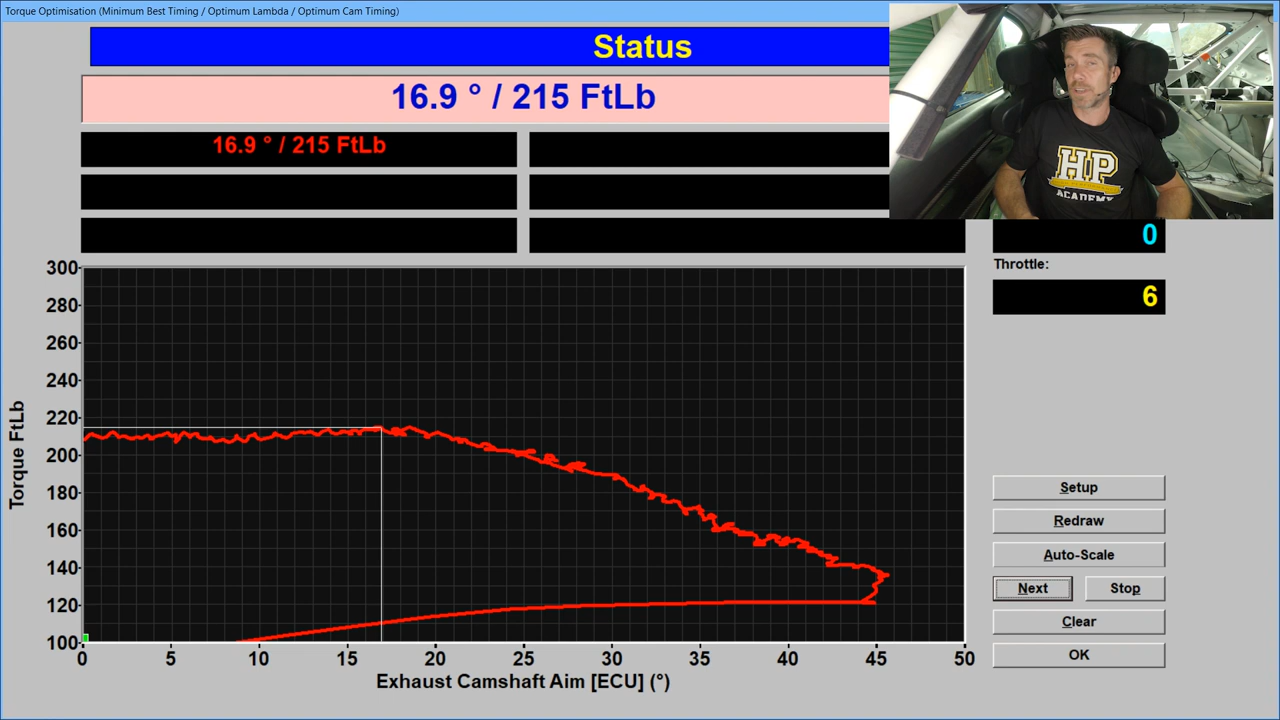 Torque Optimisation (Minimum Best Timing / Optimum Lambda / Optimum Cam Timing)
Status
16.9 ° / 215 FtLb
16.9 ° / 215 FtLb
HP
ACADEMY
0
Throttle:
6
300
280
260
240
220
200
180
160
140
120
100
Torque FtLb
0 5 10 15 20 25 30 35 40 45 50
Exhaust Camshaft Aim [ECU] (°)
Setup
Redraw
Auto-Scale
Next Stop
Clear
OK